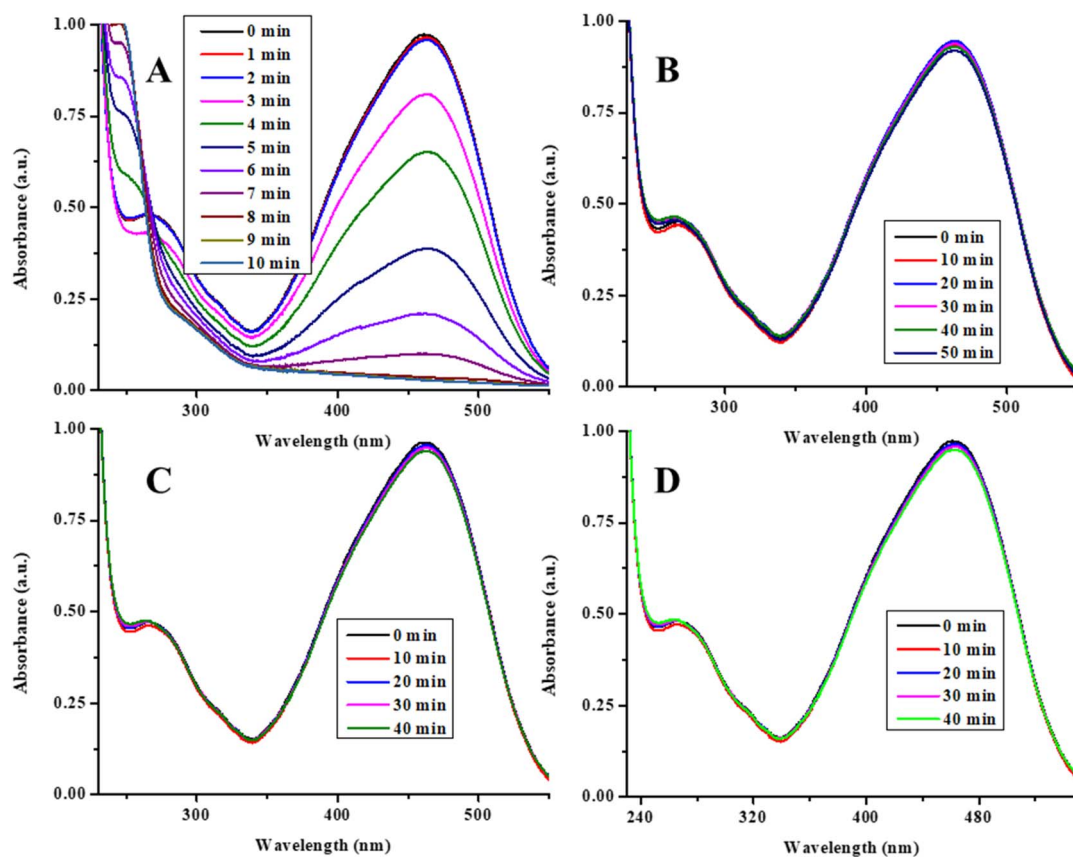 A
1.00
0.75
0.50
0.25
0.00
Absorbance (a.u.)
300
400
500
Wavelength (nm)
0 min
1 min
2 min
3 min
4 min
5 min
6 min
7 min
8 min
9 min
10 min
B
1.00
0.75
0.50
0.25
0.00
Absorbance (a.u.)
300
400
500
Wavelength (nm)
0 min
10 min
20 min
30 min
40 min
50 min
C
1.00
0.75
0.50
0.25
0.00
Absorbance (a.u.)
300
400
500
Wavelength (nm)
0 min
10 min
20 min
30 min
40 min
D
1.00
0.75
0.50
0.25
0.00
Absorbance (a.u.)
240
320
400
480
Wavelength (nm)
0 min
10 min
20 min
30 min
40 min